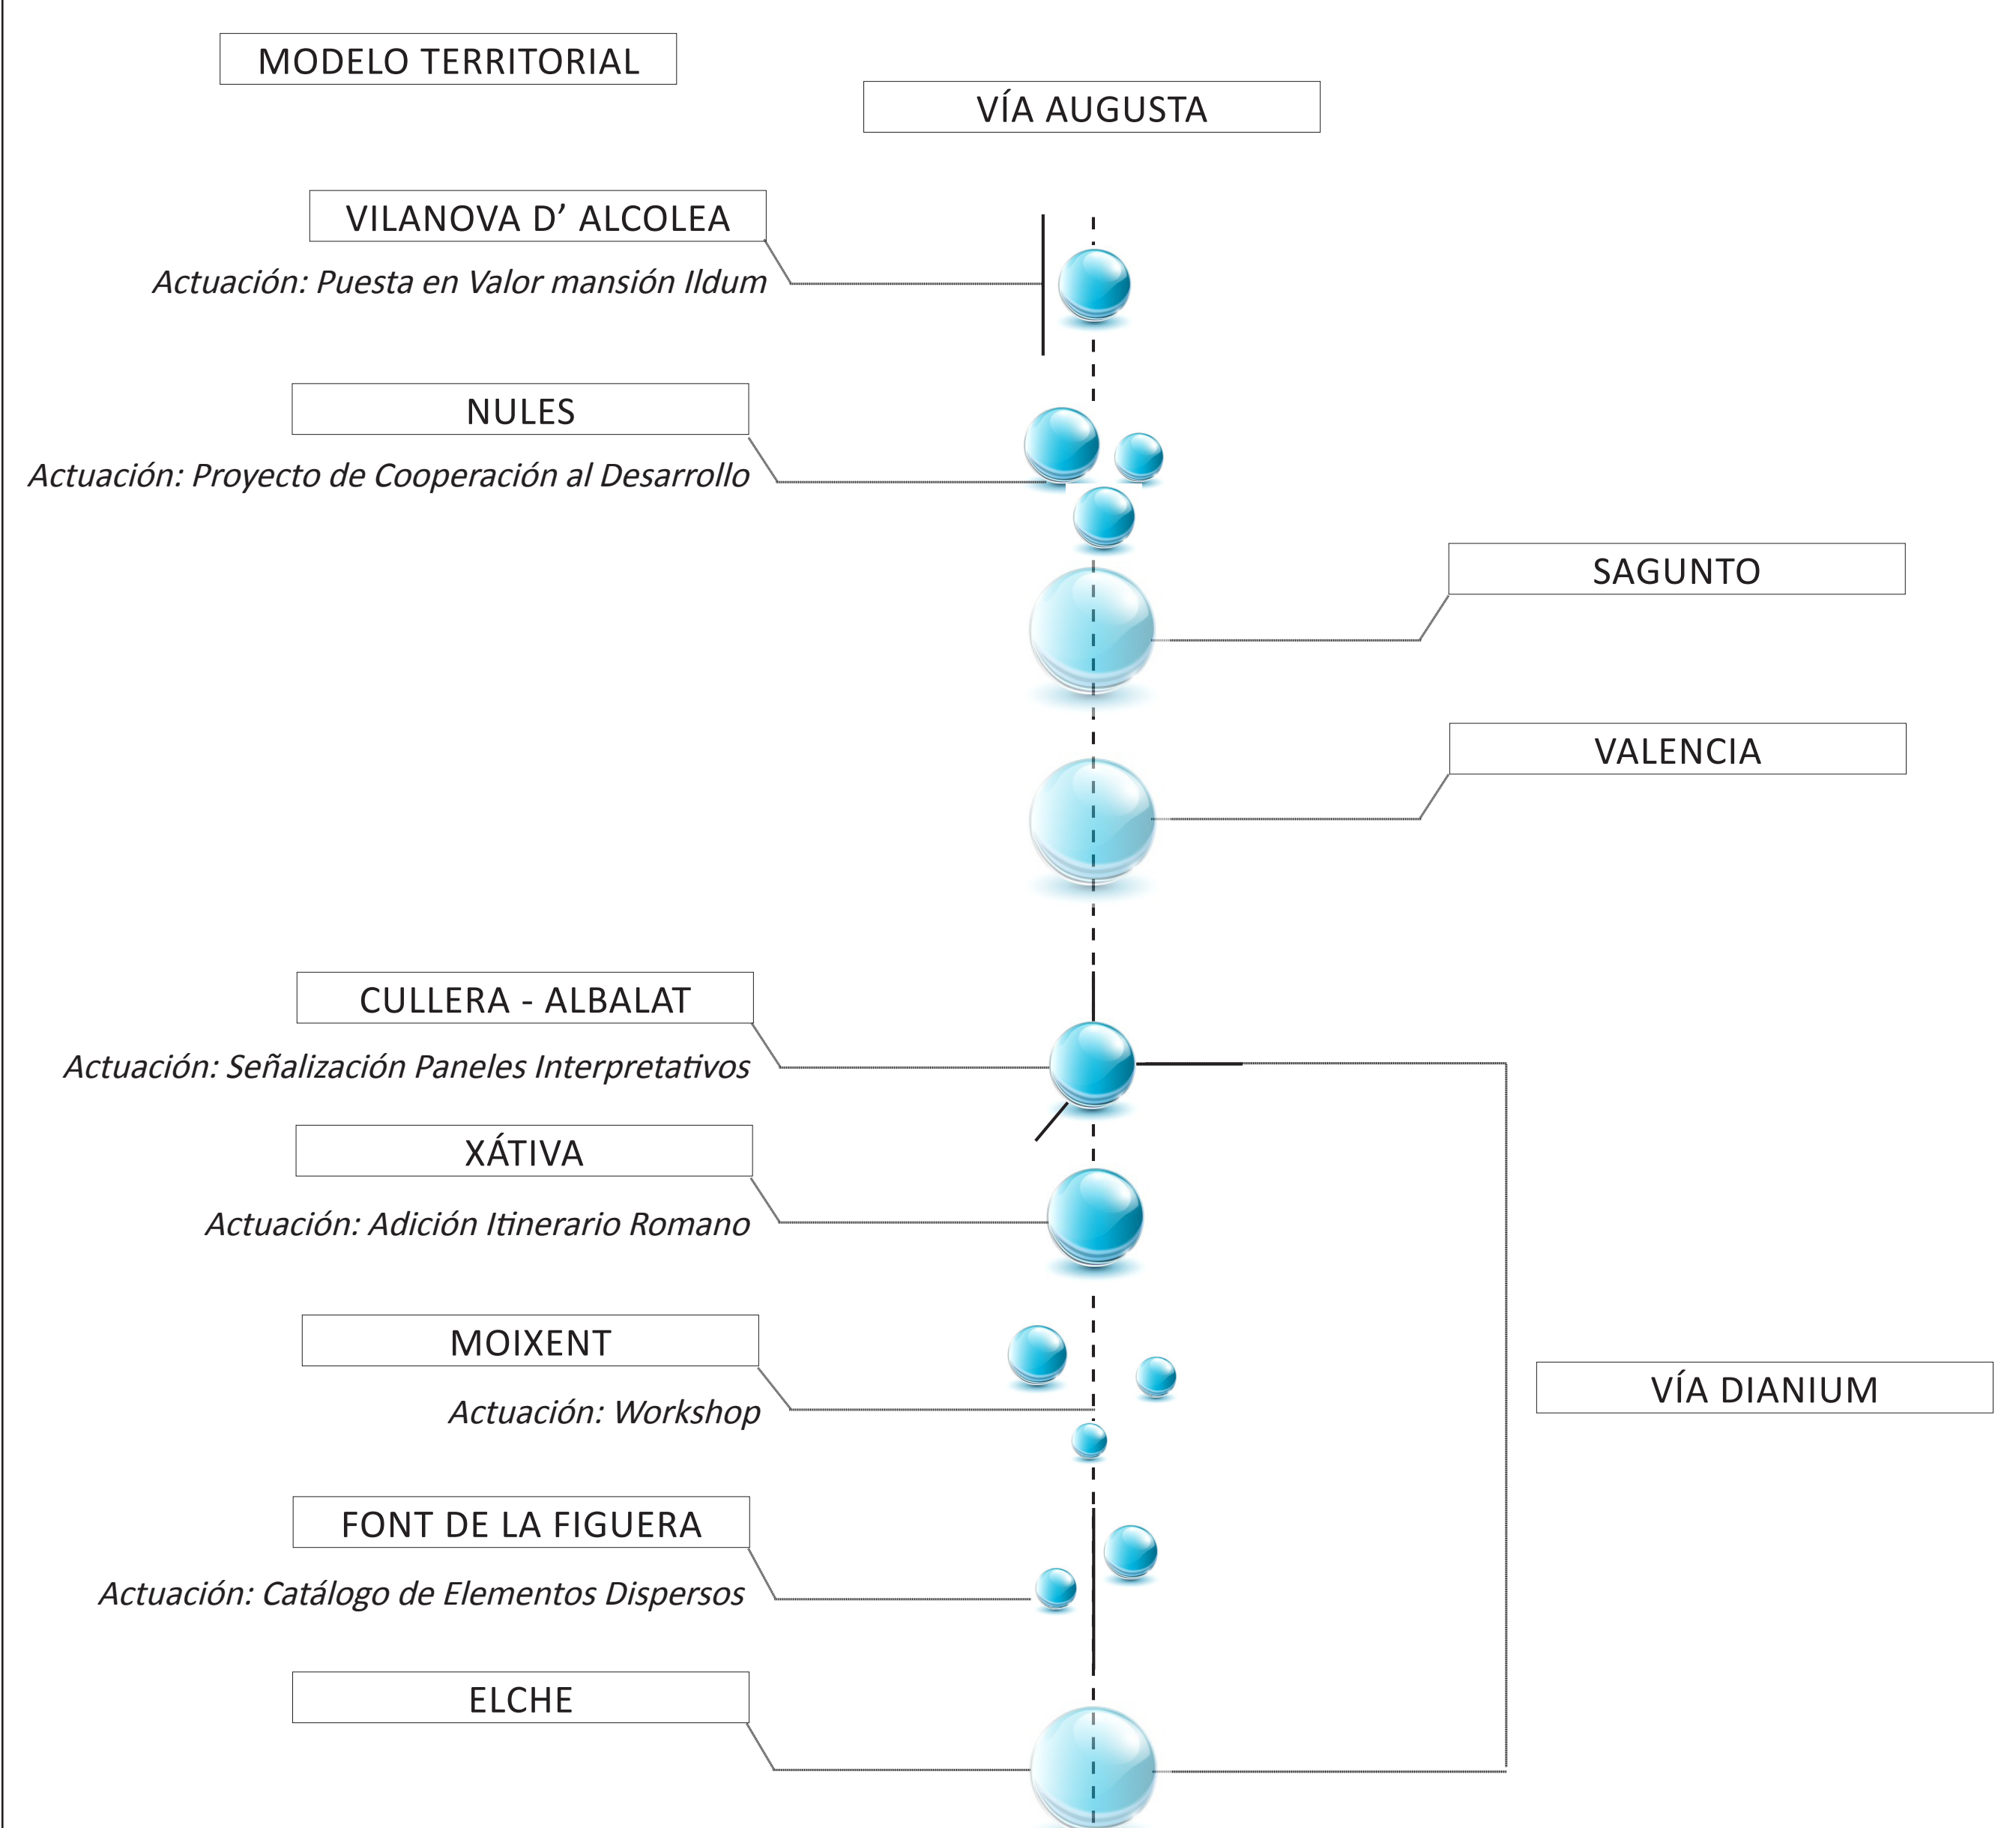 MODELO TERRITORIAL
VÍA AUGUSTA
VILANOVA D’ ALCOLEA
Actuación: Puesta en Valor mansión Ildum
NULES
Actuación: Proyecto de Cooperación al Desarrollo
SAGUNTO
VALENCIA
CULLERA - ALBALAT
Actuación: Señalización Paneles Interpretativos
XÁTIVA
Actuación: Adición Itinerario Romano
MOIXENT
Actuación: Workshop
VÍA DIANIUM
FONT DE LA FIGUERA
Actuación: Catálogo de Elementos Dispersos
ELCHE